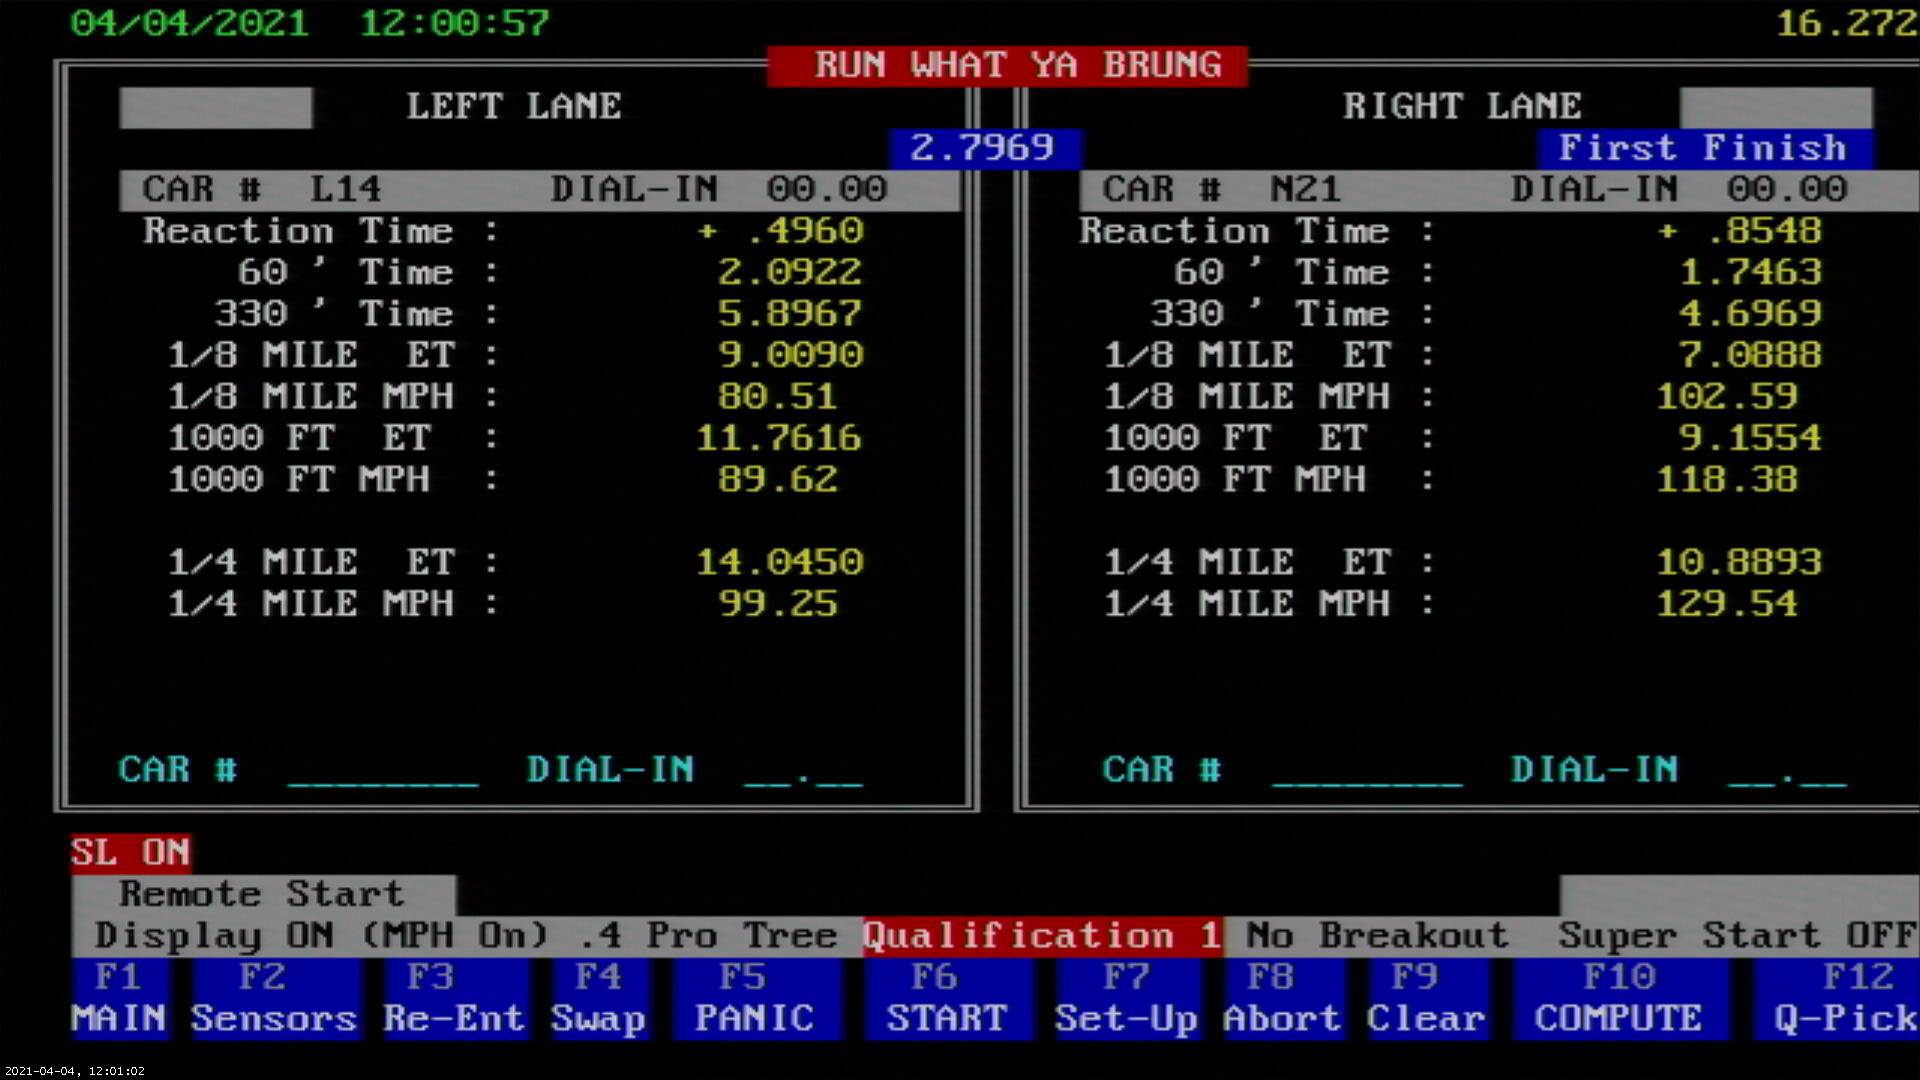 04/04/2021 12:00:57 16.272
RUN WHAT YA BRUNG
LEFT LANE
2.7969
CAR # L14 DIAL-IN 00.00
Reaction Time : + .4960
60 ' Time : 2.0922
330 ' Time : 5.8967
1/8 MILE ET : 9.0090
1/8 MILE MPH : 80.51
1000 FT ET : 11.7616
1000 FT MPH : 89.62
1/4 MILE ET : 14.0450
1/4 MILE MPH : 99.25
CAR # ________ DIAL-IN __.__
RIGHT LANE
First Finish
CAR # N21 DIAL-IN 00.00
Reaction Time : + .8548
60 ' Time : 1.7463
330 ' Time : 4.6969
1/8 MILE ET : 7.0888
1/8 MILE MPH : 102.59
1000 FT ET : 9.1554
1000 FT MPH : 118.38
1/4 MILE ET : 10.8893
1/4 MILE MPH : 129.54
CAR # ________ DIAL-IN __.__
SL ON
Remote Start
Display ON (MPH On) .4 Pro Tree Qualification 1 No Breakout Super Start OFF
F1 F2 F3 F4 F5 F6 F7 F8 F9 F10 F12
MAIN Sensors Re-Ent Swap PANIC START Set-Up Abort Clear COMPUTE Q-Pick
2021-04-04, 12:01:02